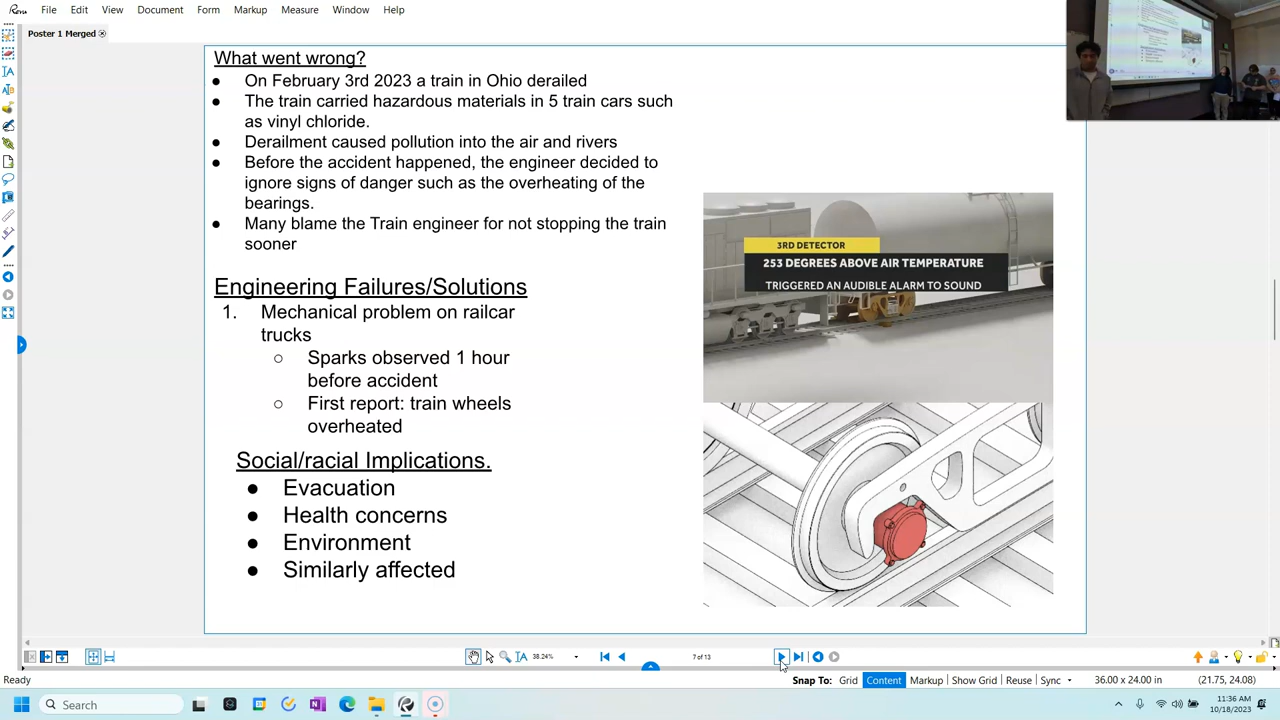 Revu File Edit View Document Form Markup Measure Window Help
Poster 1 Merged
What went wrong?
● On February 3rd 2023 a train in Ohio derailed
● The train carried hazardous materials in 5 train cars such
as vinyl chloride.
● Derailment caused pollution into the air and rivers
● Before the accident happened, the engineer decided to
ignore signs of danger such as the overheating of the
bearings.
● Many blame the Train engineer for not stopping the train
sooner
3RD DETECTOR
253 DEGREES ABOVE AIR TEMPERATURE
TRIGGERED AN AUDIBLE ALARM TO SOUND
Engineering Failures/Solutions
1. Mechanical problem on railcar
trucks
○ Sparks observed 1 hour
before accident
○ First report: train wheels
overheated
Social/racial Implications.
● Evacuation
● Health concerns
● Environment
● Similarly affected
38.24% 7 of 13
Ready Snap To: Grid Content Markup Show Grid Reuse Sync 36.00 x 24.00 in (21.75, 24.08)
Search 11:36 AM
10/18/2023